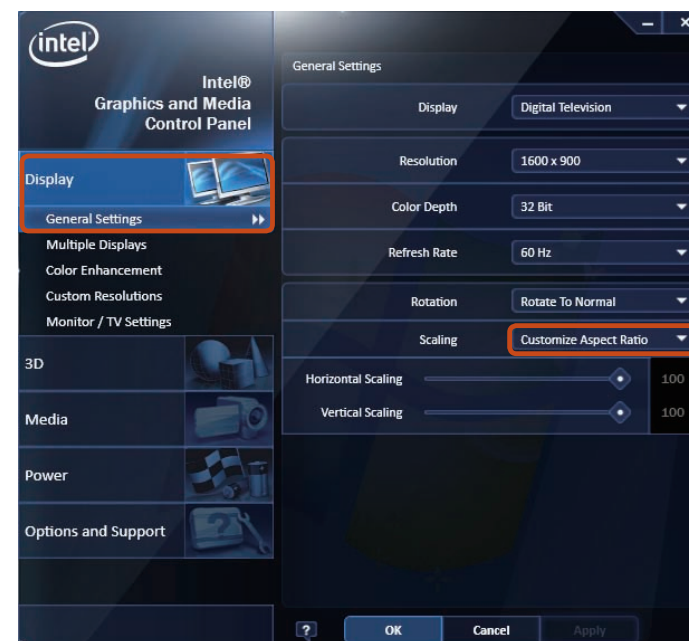 intel
Intel®
Graphics and Media
Control Panel
Display
General Settings
Multiple Displays
Color Enhancement
Custom Resolutions
Monitor / TV Settings
3D
Media
Power
Options and Support
General Settings
Display Digital Television
Resolution 1600 x 900
Color Depth 32 Bit
Refresh Rate 60 Hz
Rotation Rotate To Normal
Scaling Customize Aspect Ratio
Horizontal Scaling 100
Vertical Scaling 100
? OK Cancel Apply